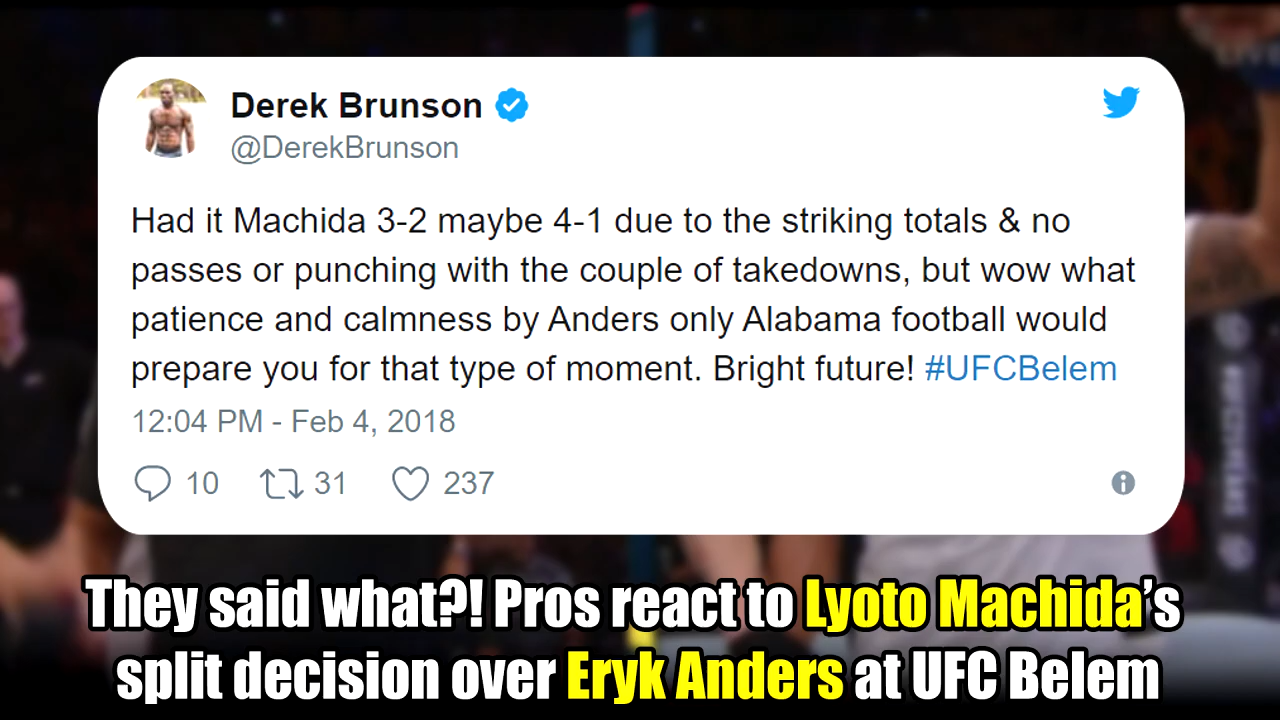 Derek Brunson
@DerekBrunson
Had it Machida 3-2 maybe 4-1 due to the striking totals & no
passes or punching with the couple of takedowns, but wow what
patience and calmness by Anders only Alabama football would
prepare you for that type of moment. Bright future! #UFCBelem
12:04 PM - Feb 4, 2018
10 31 237
They said what?! Pros react to Lyoto Machida’s
split decision over Eryk Anders at UFC Belem